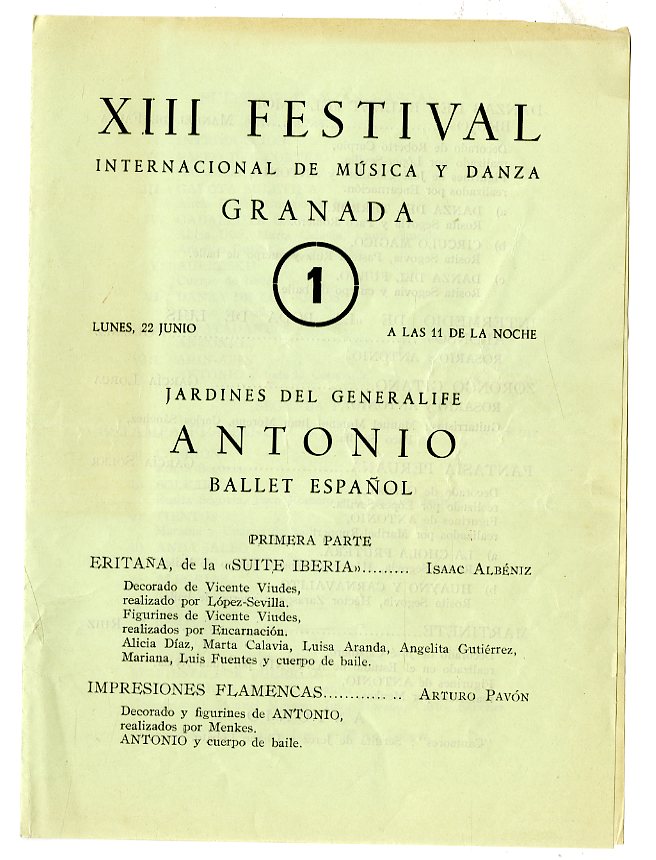 XIII FESTIVAL
INTERNACIONAL DE MÚSICA Y DANZA
GRANADA
1
LUNES, 22 JUNIO A LAS 11 DE LA NOCHE
JARDINES DEL GENERALIFE
ANTONIO
BALLET ESPAÑOL
PRIMERA PARTE
ERITAÑA, de la «SUITE IBERIA»......... ISAAC ALBÉNIZ
Decorado de Vicente Viudes,
realizado por López-Sevilla.
Figurines de Vicente Viudes,
realizados por Encarnación.
Alicia Díaz, Marta Calavia, Luisa Aranda, Angelita Gutiérrez,
Mariana, Luis Fuentes y cuerpo de baile.
IMPRESIONES FLAMENCAS............ .. ARTURO PAVÓN
Decorado y figurines de ANTONIO,
realizados por Menkes.
ANTONIO y cuerpo de baile.